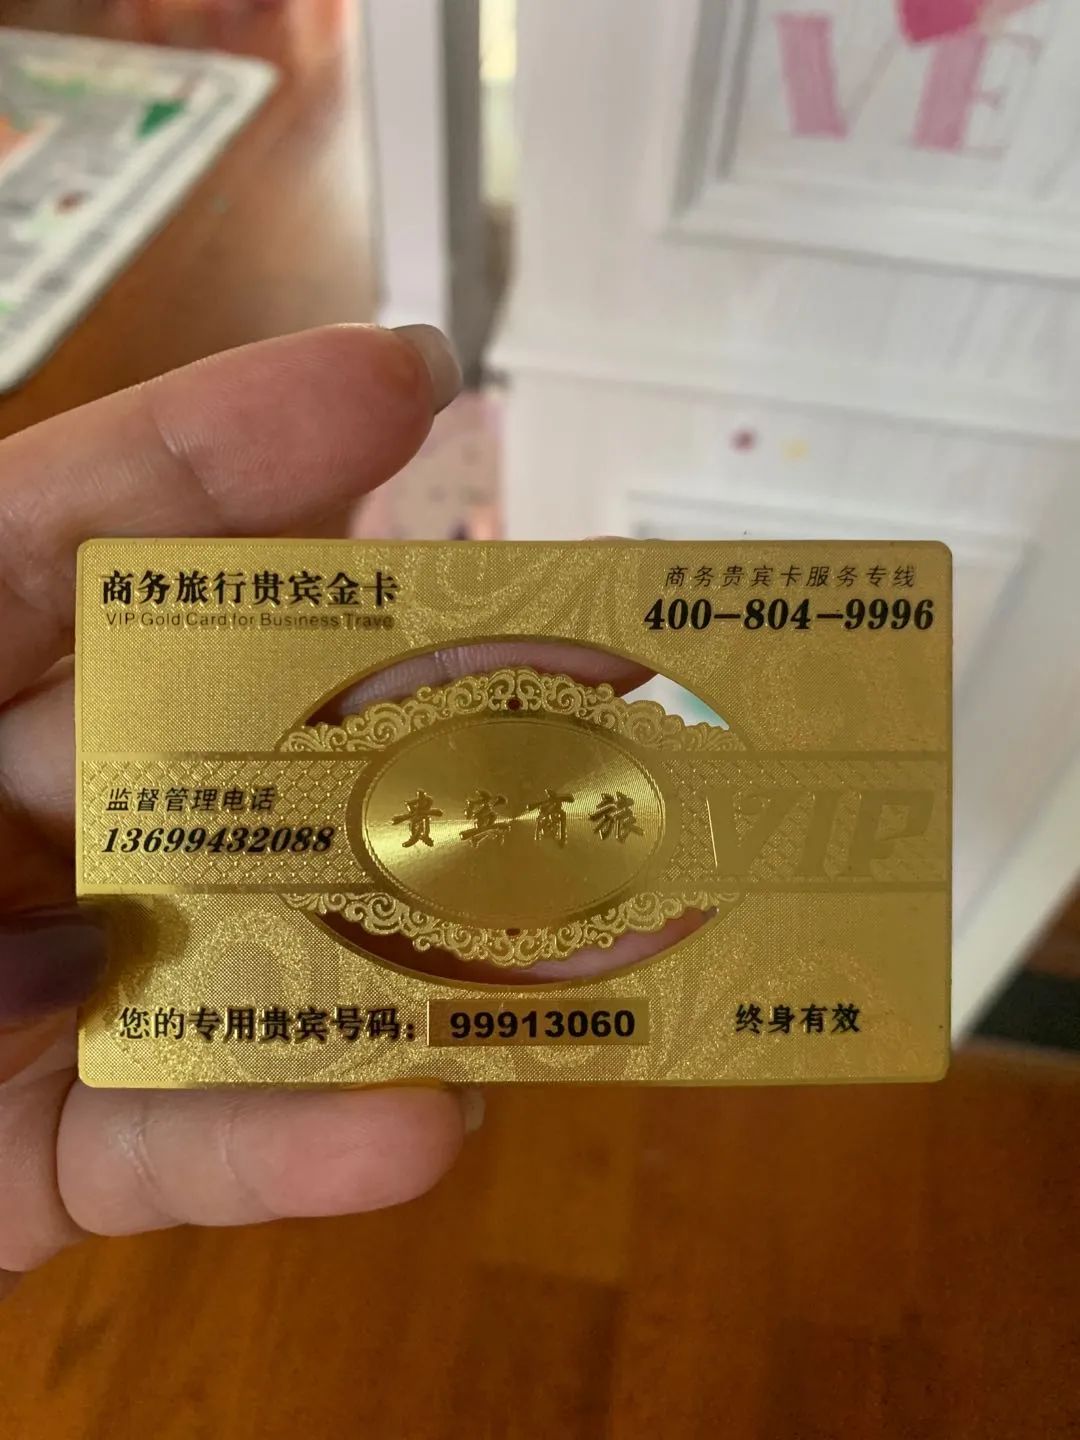 VE
商务旅行贵宾金卡
VIP Gold Card for Business Trave
商务贵宾卡服务专线
400-804-9996
监督管理电话
13699432088
贵宾商旅
VIP
您的专用贵宾号码：99913060
终身有效